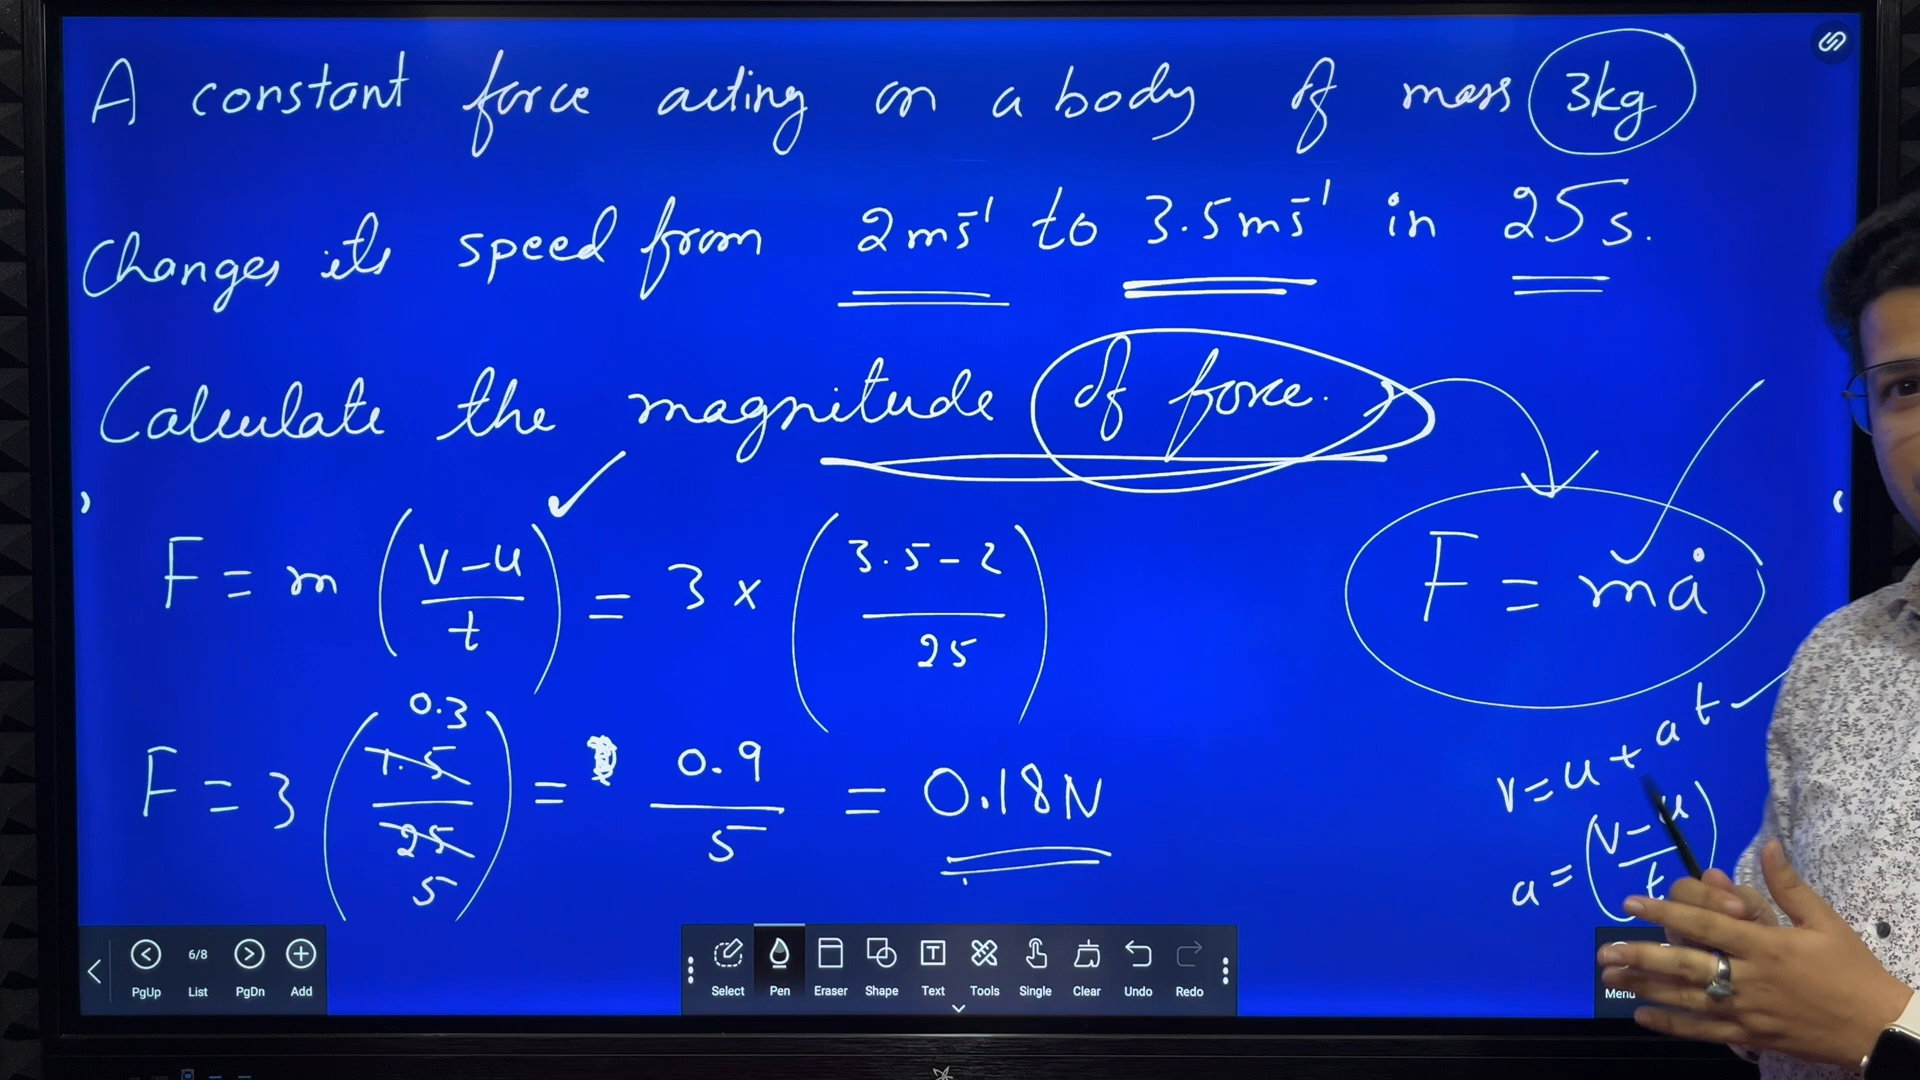 A constant force acting on a body of mass 3kg
changes its speed from 2ms⁻¹ to 3.5ms⁻¹ in 25s.
Calculate the magnitude of force.
F = m (v-u / t) = 3 × (3.5-2 / 25)
F = ma
F = 3 (1.5 / 25) = 0.9 / 5 = 0.18N
0.3
5
v = u + at
a = (v-u / t)
PgUp
6/8
List
PgDn
Add
Select
Pen
Eraser
Shape
Text
Tools
Single
Clear
Undo
Redo
Menu